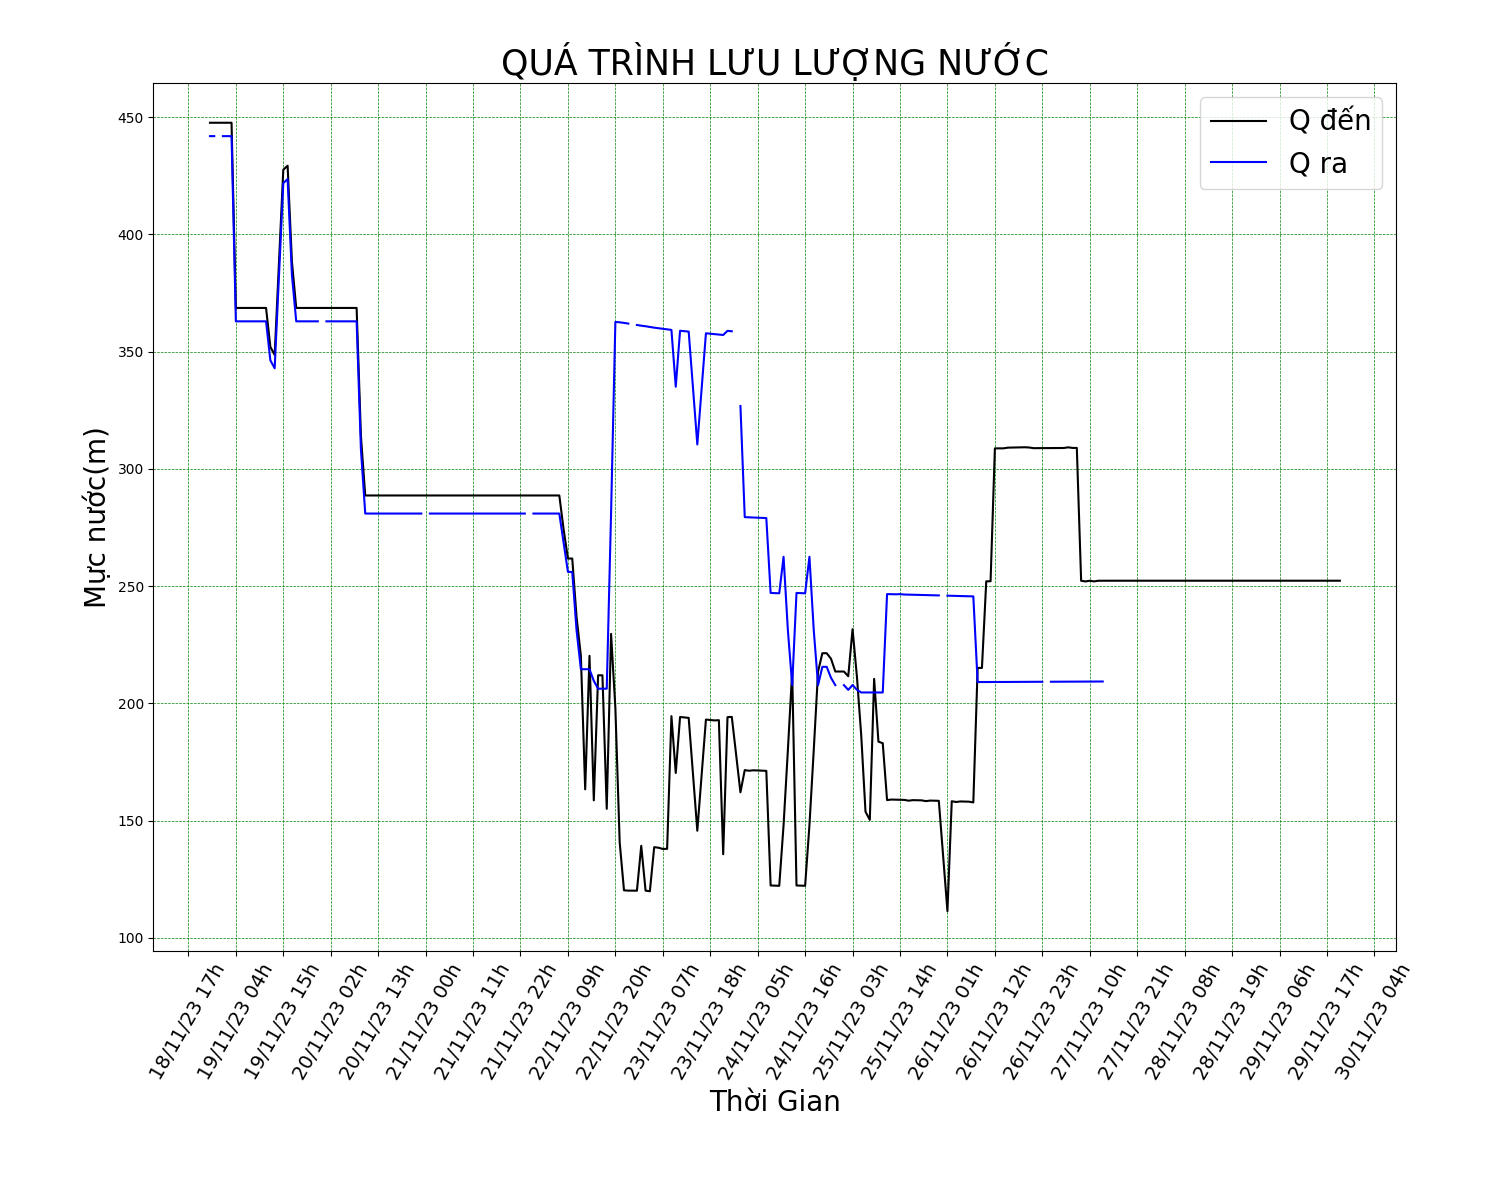 QUÁ TRÌNH LƯU LƯỢNG NƯỚC
Q đến
Q ra
Mực nước(m)
450
400
350
300
250
200
150
100
18/11/23 17h
19/11/23 04h
19/11/23 15h
20/11/23 02h
20/11/23 13h
21/11/23 00h
21/11/23 11h
21/11/23 22h
22/11/23 09h
22/11/23 20h
23/11/23 07h
23/11/23 18h
24/11/23 05h
24/11/23 16h
25/11/23 03h
25/11/23 14h
26/11/23 01h
26/11/23 12h
26/11/23 23h
27/11/23 10h
27/11/23 21h
28/11/23 08h
28/11/23 19h
29/11/23 06h
29/11/23 17h
30/11/23 04h
Thời Gian